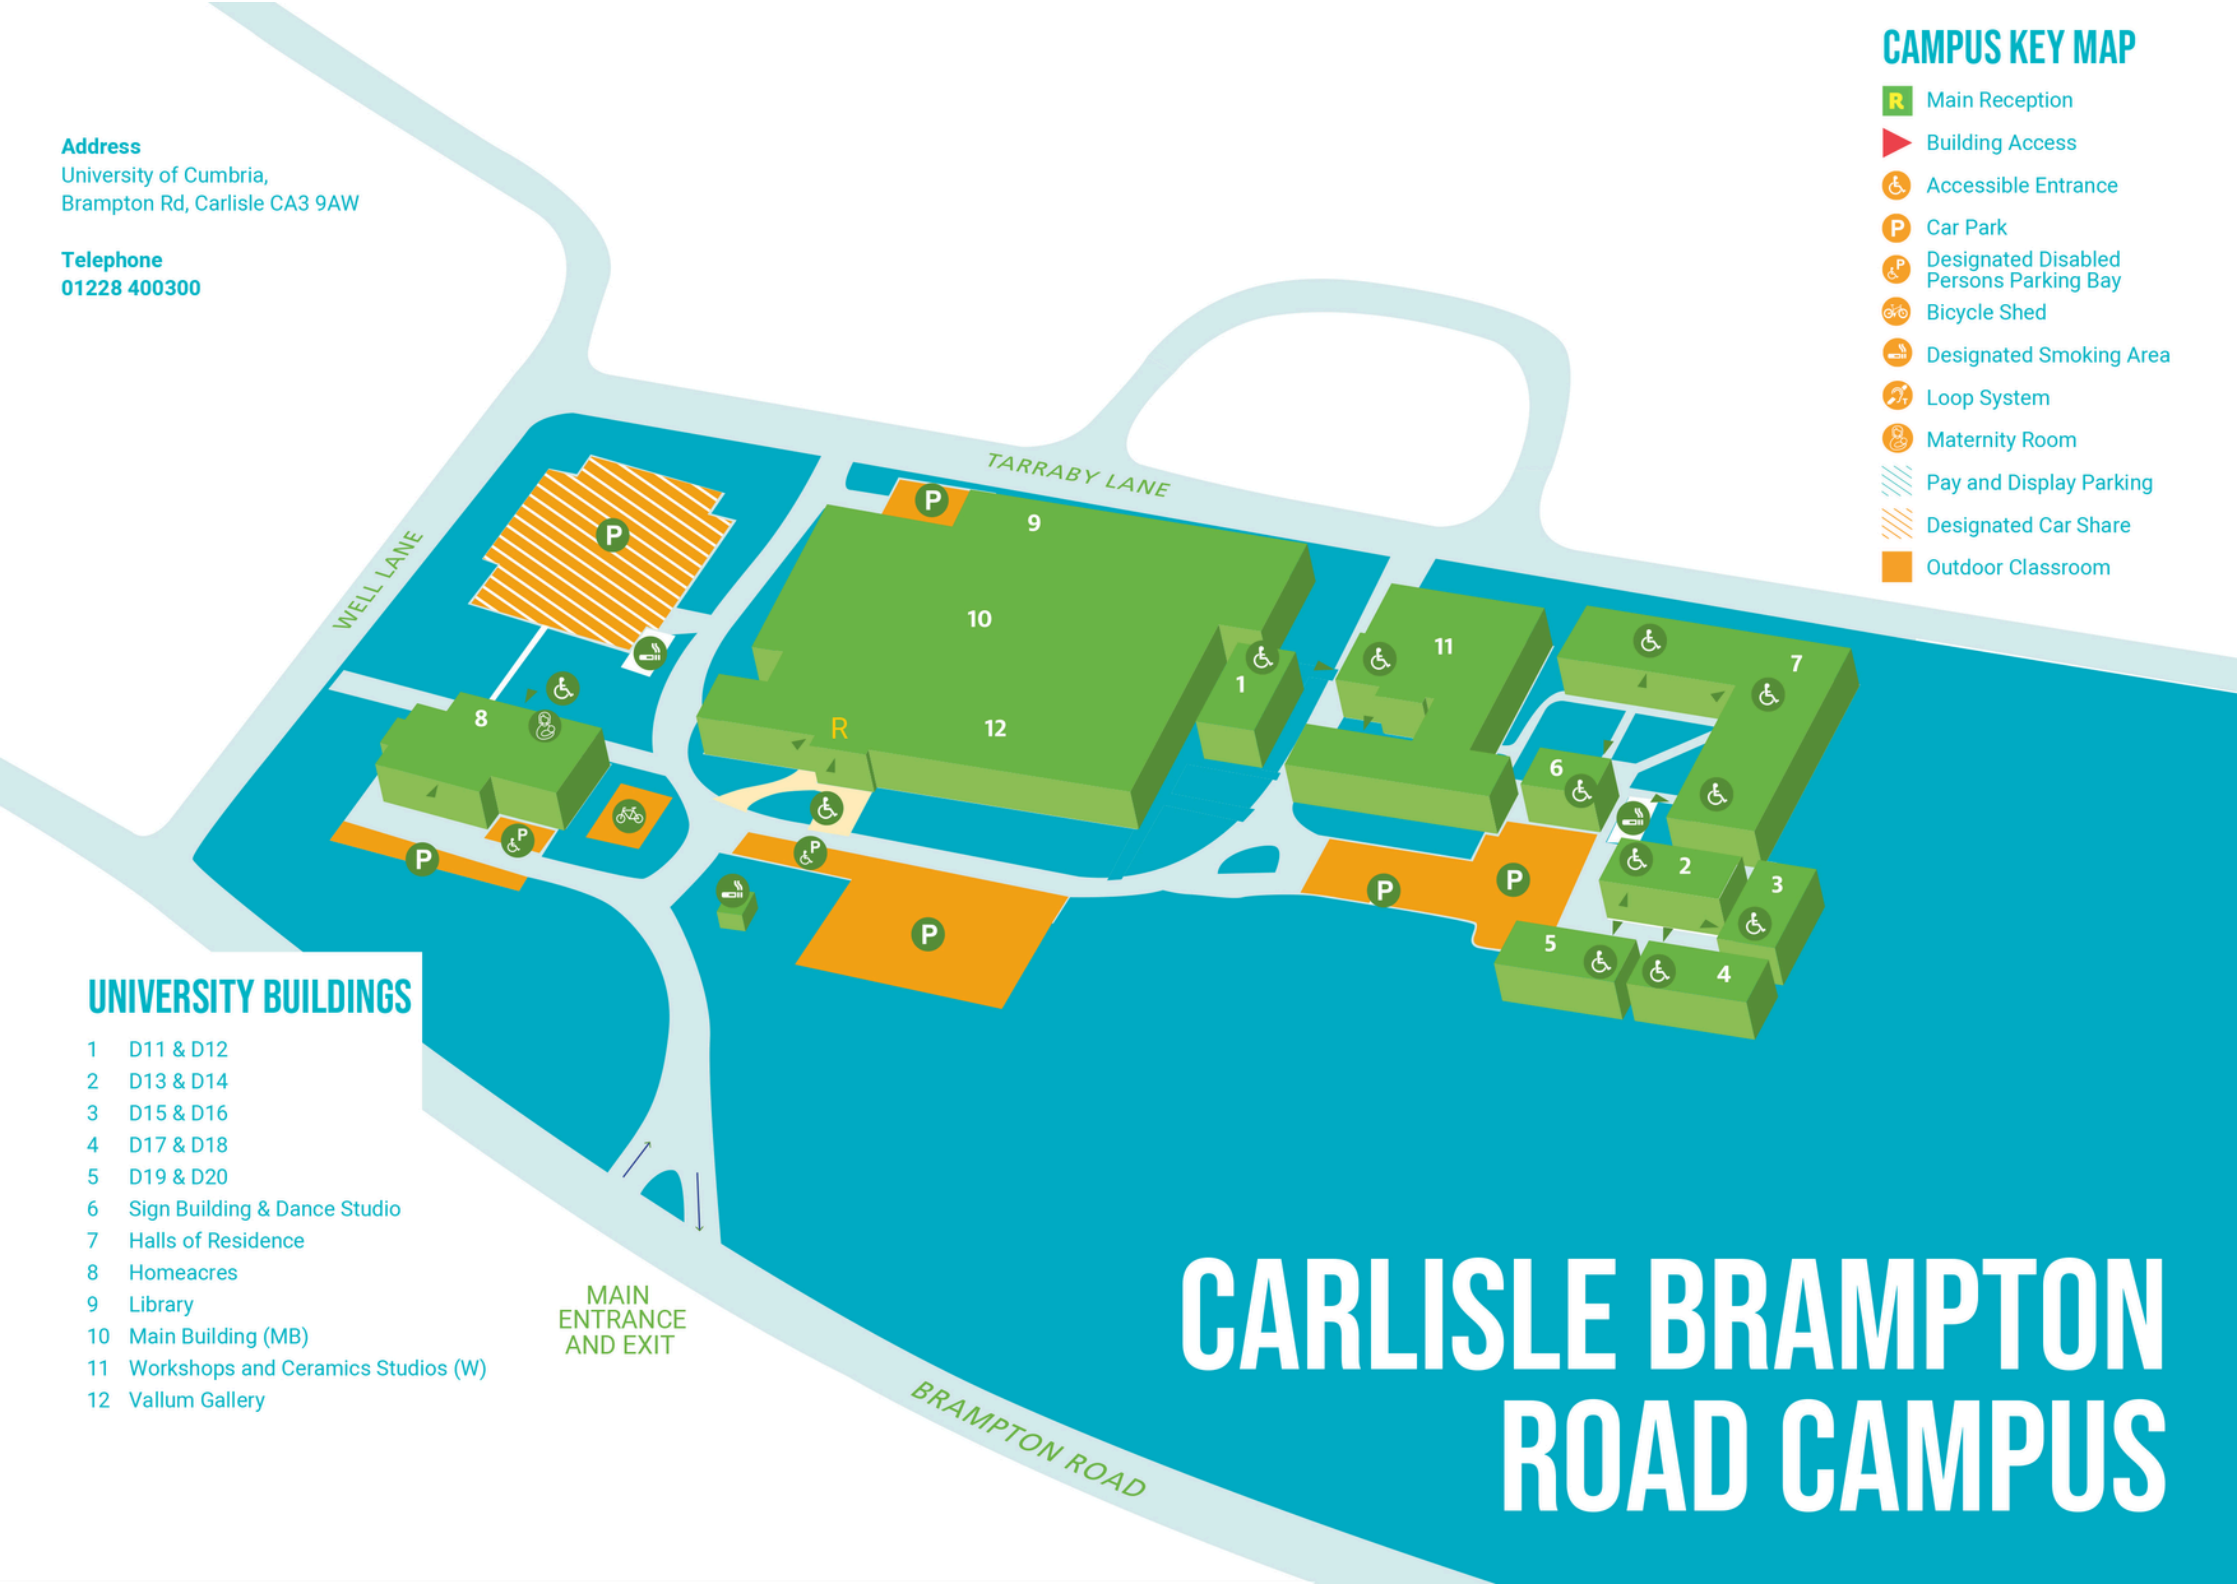 CAMPUS KEY MAP
R Main Reception
Building Access
Accessible Entrance
P Car Park
P Designated Disabled
Persons Parking Bay
Bicycle Shed
Designated Smoking Area
T Loop System
Maternity Room
Pay and Display Parking
Designated Car Share
Outdoor Classroom
Address
University of Cumbria,
Brampton Rd, Carlisle CA3 9AW
Telephone
01228 400300
TARRABY LANE
WELL LANE
P
P
9
10
11
7
1
8
R
12
6
P
P
P
P
P
P
2
3
5
4
UNIVERSITY BUILDINGS
1 D11 & D12
2 D13 & D14
3 D15 & D16
4 D17 & D18
5 D19 & D20
6 Sign Building & Dance Studio
7 Halls of Residence
8 Homeacres
9 Library
10 Main Building (MB)
11 Workshops and Ceramics Studios (W)
12 Vallum Gallery
MAIN
ENTRANCE
AND EXIT
BRAMPTON ROAD
CARLISLE BRAMPTON
ROAD CAMPUS